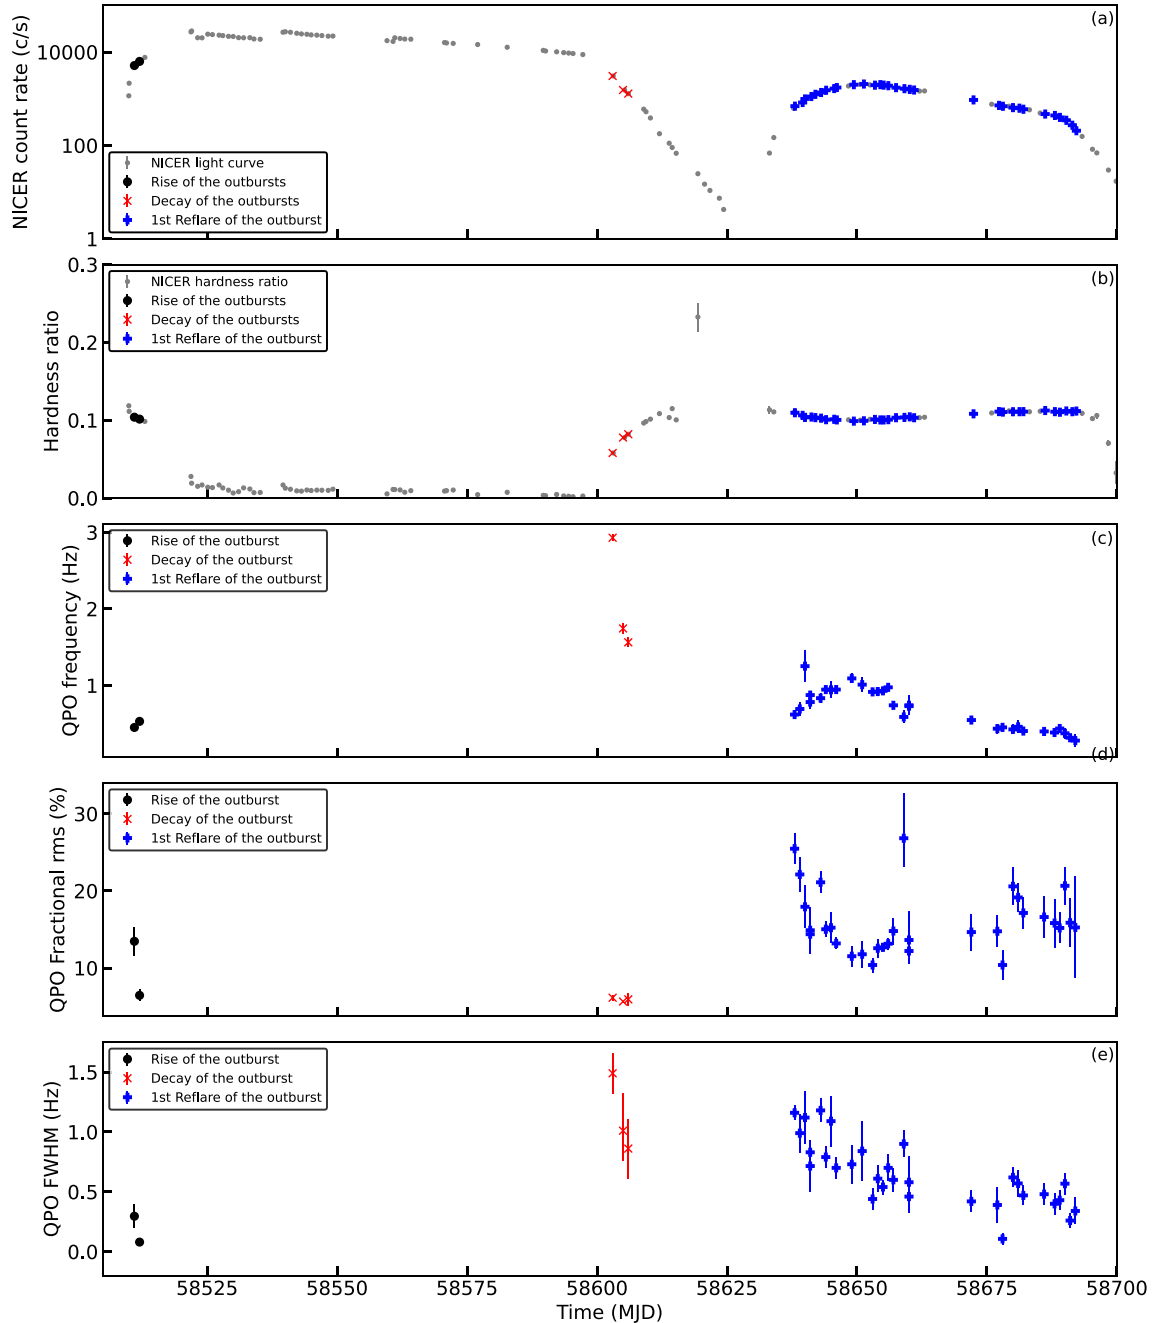 (a)
NICER count rate (c/s)
10000
100
1
NICER light curve
Rise of the outbursts
Decay of the outbursts
1st Reflare of the outburst
(b)
Hardness ratio
0.3
0.2
0.1
0.0
NICER hardness ratio
Rise of the outbursts
Decay of the outbursts
1st Reflare of the outburst
(c)
QPO frequency (Hz)
3
2
1
Rise of the outburst
Decay of the outburst
1st Reflare of the outburst
(d)
QPO Fractional rms (%)
30
20
10
Rise of the outburst
Decay of the outburst
1st Reflare of the outburst
(e)
QPO FWHM (Hz)
1.5
1.0
0.5
0.0
Rise of the outburst
Decay of the outburst
1st Reflare of the outburst
58525 58550 58575 58600 58625 58650 58675 58700
Time (MJD)